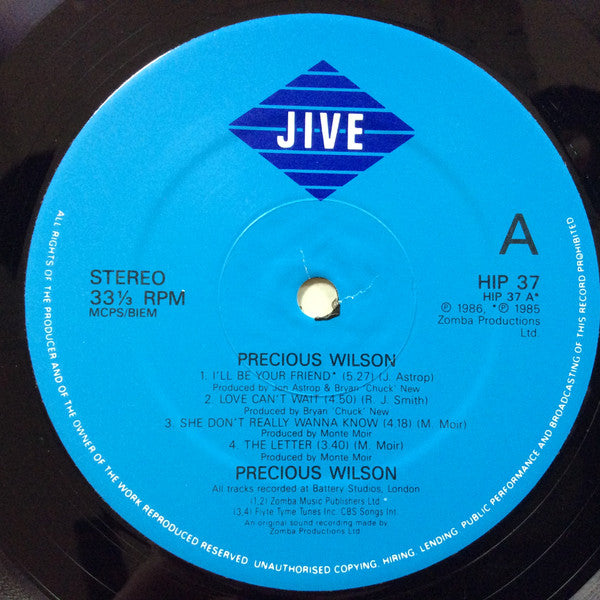 JIVE
A
STEREO
33⅓ RPM
MCPS/BIEM
HIP 37
HIP 37 A*
℗ 1986, *℗ 1985
Zomba Productions
Ltd.
PRECIOUS WILSON
1. I'LL BE YOUR FRIEND* (5.27) (J. Astrop)
Produced by Jon Astrop & Bryan 'Chuck' New
2. LOVE CAN'T WAIT (4.50) (R. J. Smith)
Produced by Bryan 'Chuck' New
3. SHE DON'T REALLY WANNA KNOW (4.18) (M. Moir)
Produced by Monte Moir
4. THE LETTER (3.40) (M. Moir)
Produced by Monte Moir
PRECIOUS WILSON
All tracks recorded at Battery Studios, London
(1,2) Zomba Music Publishers Ltd
(3,4) Flyte Tyme Tunes Inc. CBS Songs Int.
An original sound recording made by
Zomba Productions Ltd
ALL RIGHTS OF THE PRODUCER AND OF THE OWNER OF THE WORK REPRODUCED RESERVED. UNAUTHORISED COPYING, HIRING, LENDING, PUBLIC PERFORMANCE AND BROADCASTING OF THIS RECORD PROHIBITED